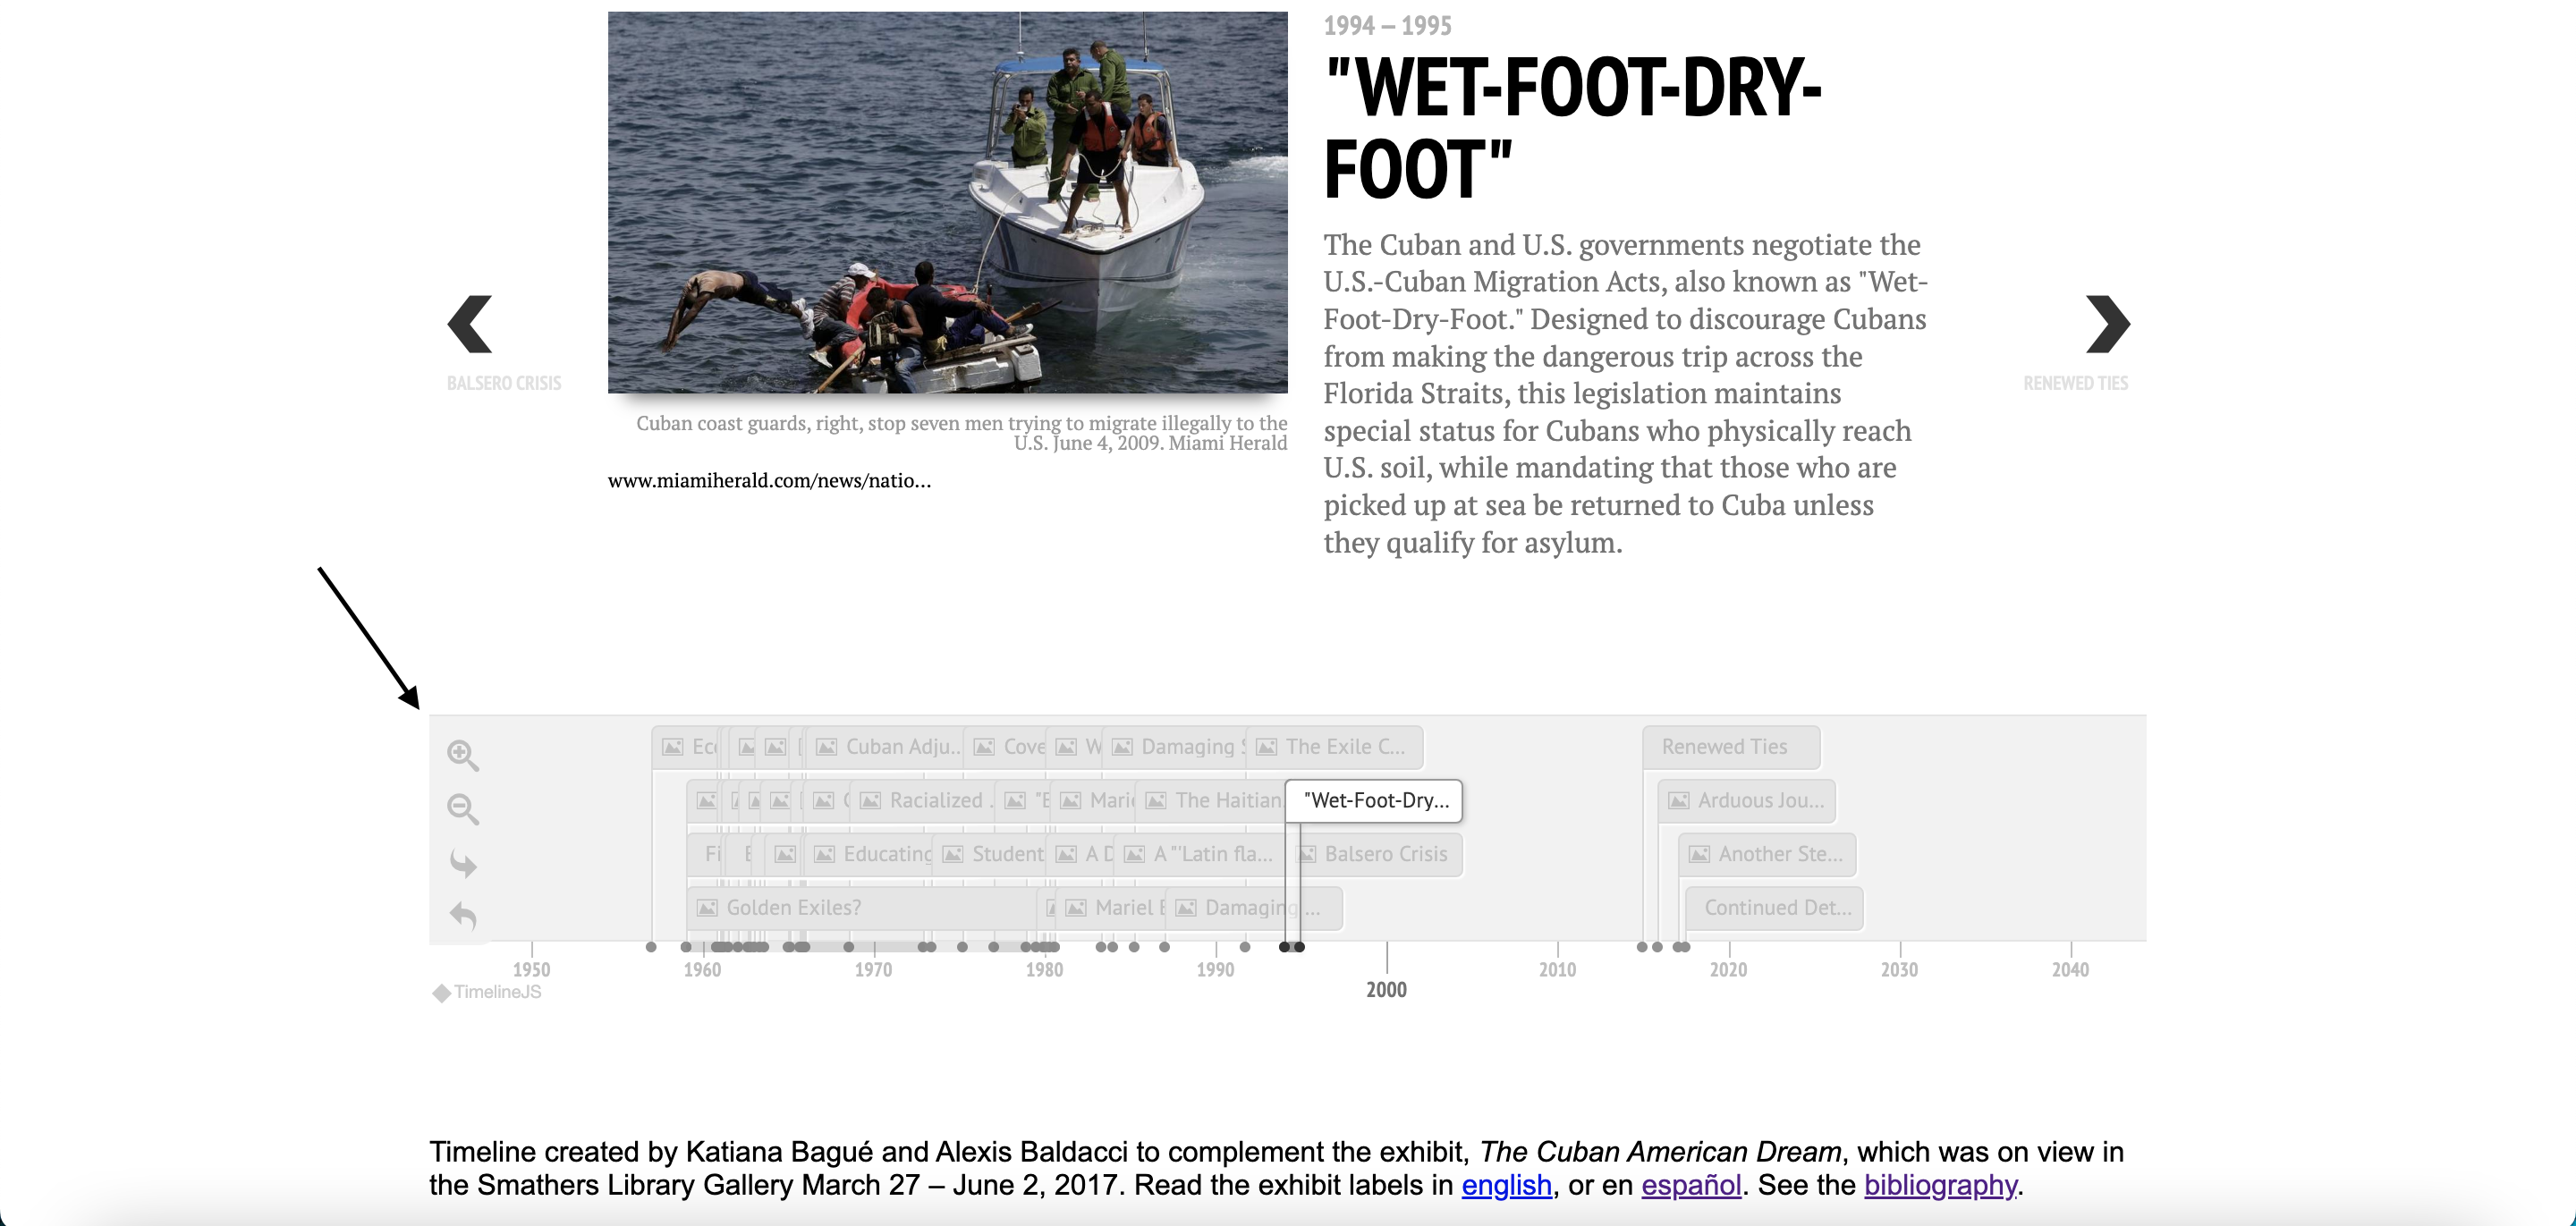 1994 – 1995
"WET-FOOT-DRY-
FOOT"
The Cuban and U.S. governments negotiate the
U.S.-Cuban Migration Acts, also known as "Wet-
Foot-Dry-Foot." Designed to discourage Cubans
from making the dangerous trip across the
Florida Straits, this legislation maintains
special status for Cubans who physically reach
U.S. soil, while mandating that those who are
picked up at sea be returned to Cuba unless
they qualify for asylum.
BALSERO CRISIS
RENEWED TIES
Cuban coast guards, right, stop seven men trying to migrate illegally to the
U.S. June 4, 2009. Miami Herald
www.miamiherald.com/news/natio...
Cuban Adju... Cove W Damaging The Exile C... Renewed Ties
Racialized The Haitian "Wet-Foot-Dry... Arduous Jou...
Fi Educating Student A D A "'Latin fla... Balsero Crisis Another Ste...
Golden Exiles? Mariel Damaging ... Continued Det...
1950 1960 1970 1980 1990 2000 2010 2020 2030 2040
TimelineJS
Timeline created by Katiana Bagué and Alexis Baldacci to complement the exhibit, The Cuban American Dream, which was on view in
the Smathers Library Gallery March 27 – June 2, 2017. Read the exhibit labels in english, or en español. See the bibliography.